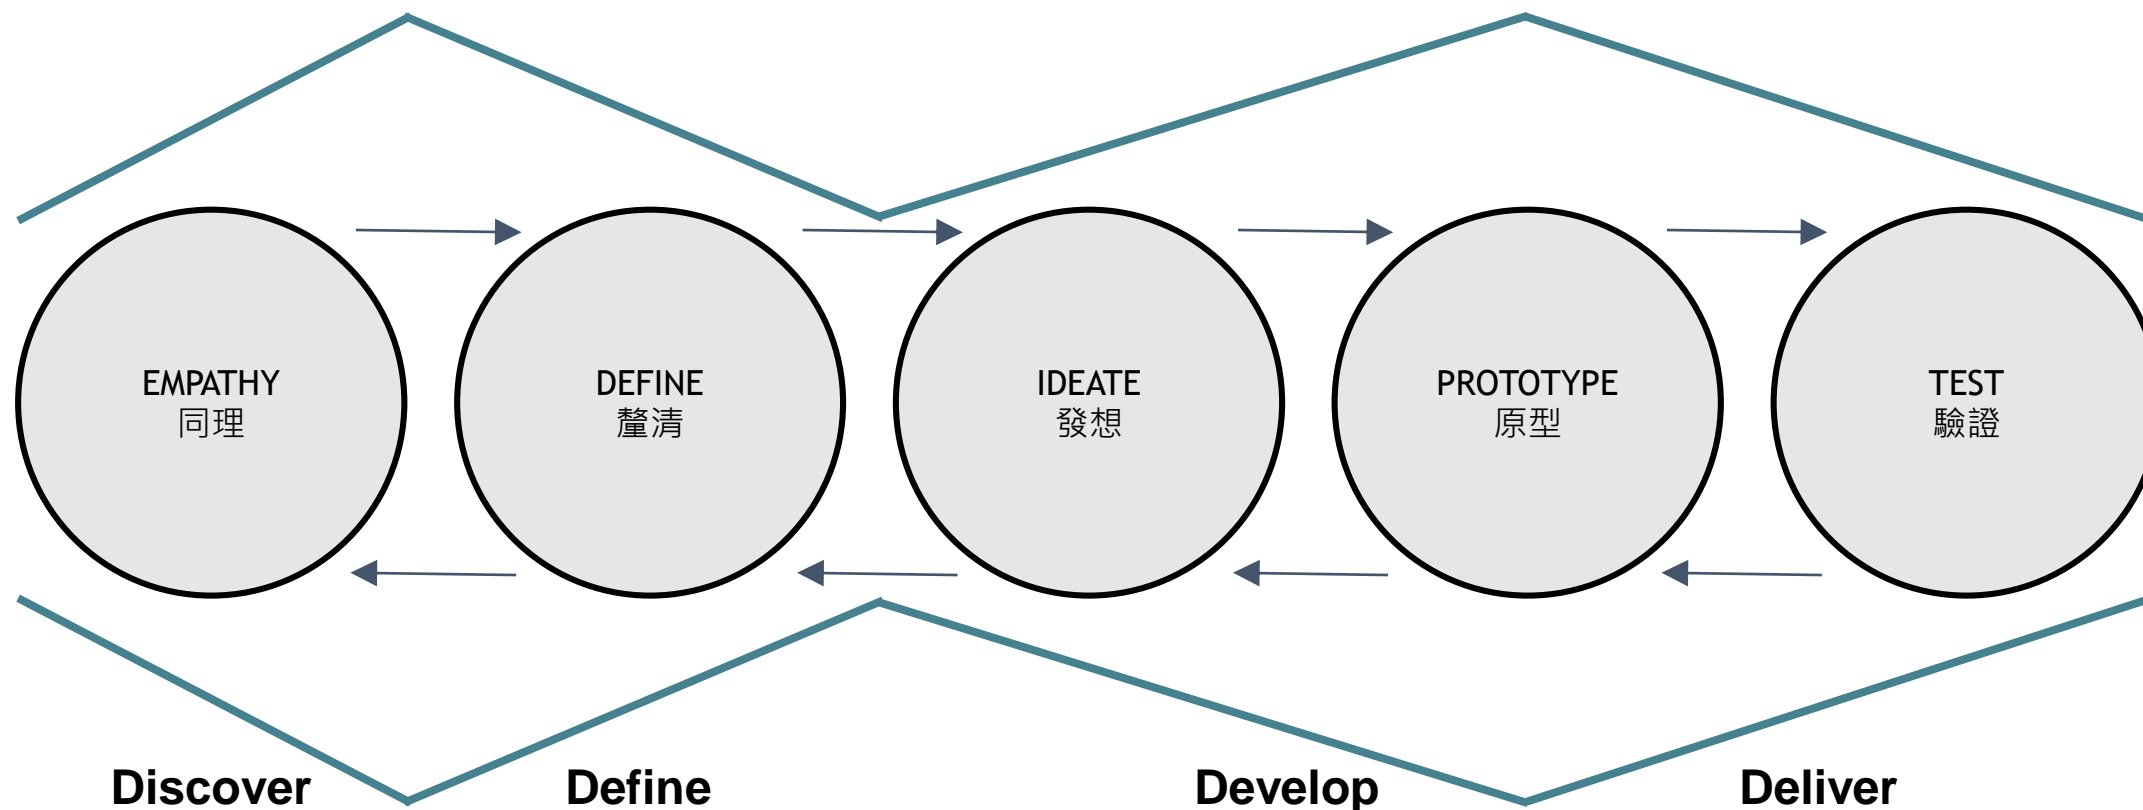 EMPATHY
同理
DEFINE
釐清
IDEATE
發想
PROTOTYPE
原型
TEST
驗證
Discover
Define
Develop
Deliver